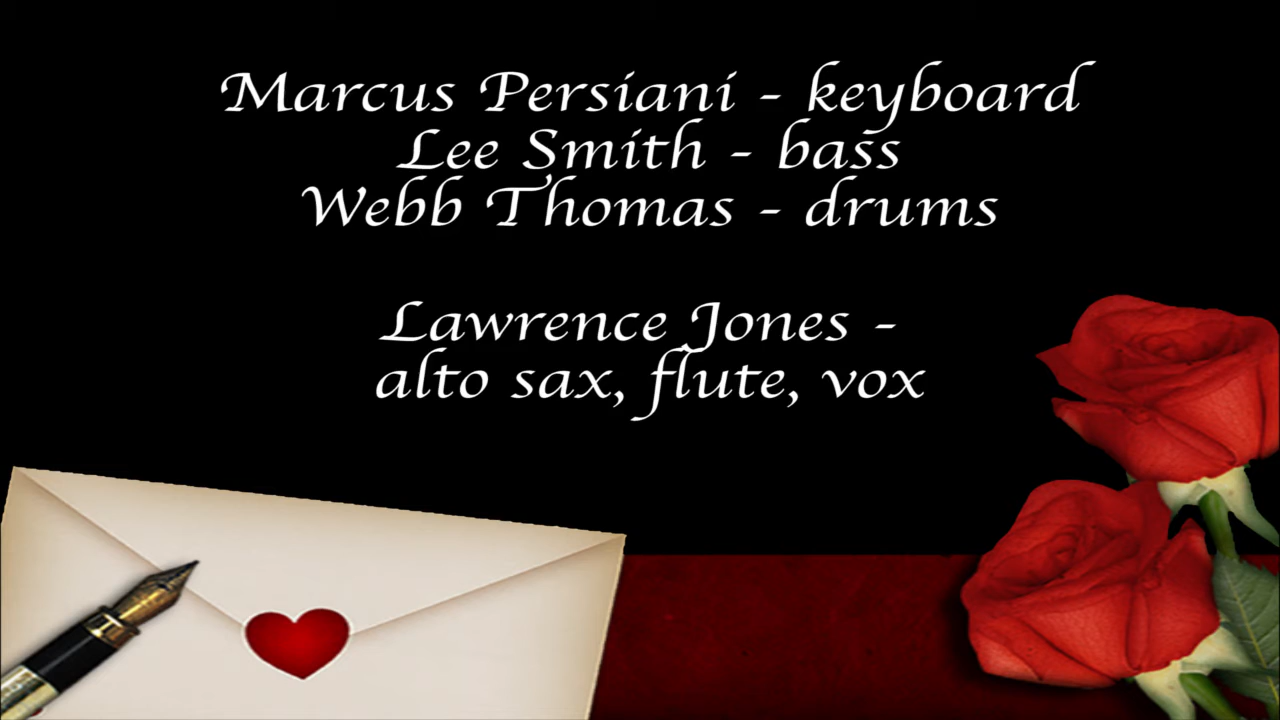 Marcus Persiani - keyboard
Lee Smith - bass
Webb Thomas - drums
Lawrence Jones -
alto sax, flute, vox